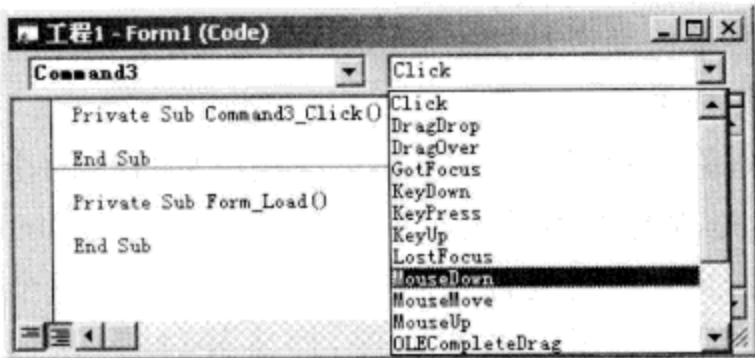 工程1 - Form1 (Code)
Command3
Click
Private Sub Command3_Click()
End Sub
Private Sub Form_Load()
End Sub
Click
DragDrop
DragOver
GotFocus
KeyDown
KeyPress
KeyUp
LostFocus
MouseDown
MouseMove
MouseUp
OLECompleteDrag